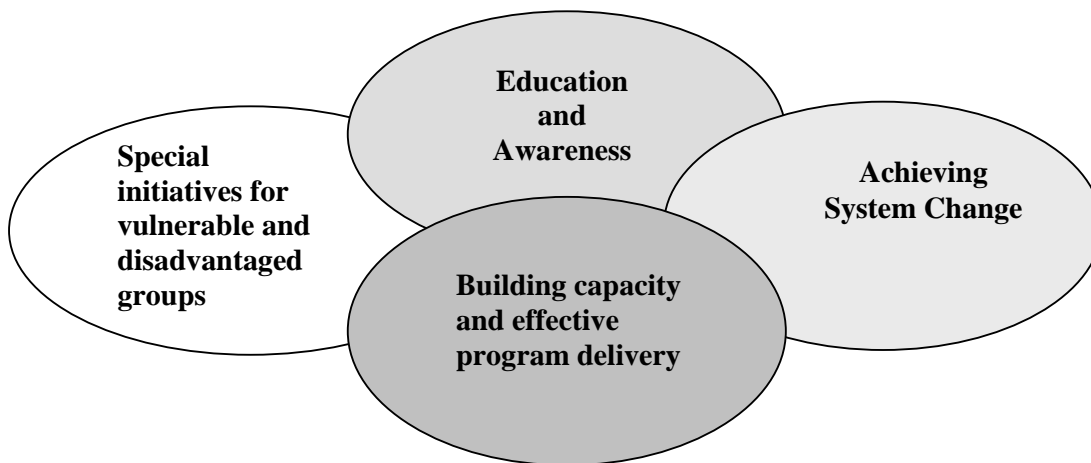 Education
and
Awareness
Special
initiatives for
vulnerable and
disadvantaged
groups
Achieving
System Change
Building capacity
and effective
program delivery